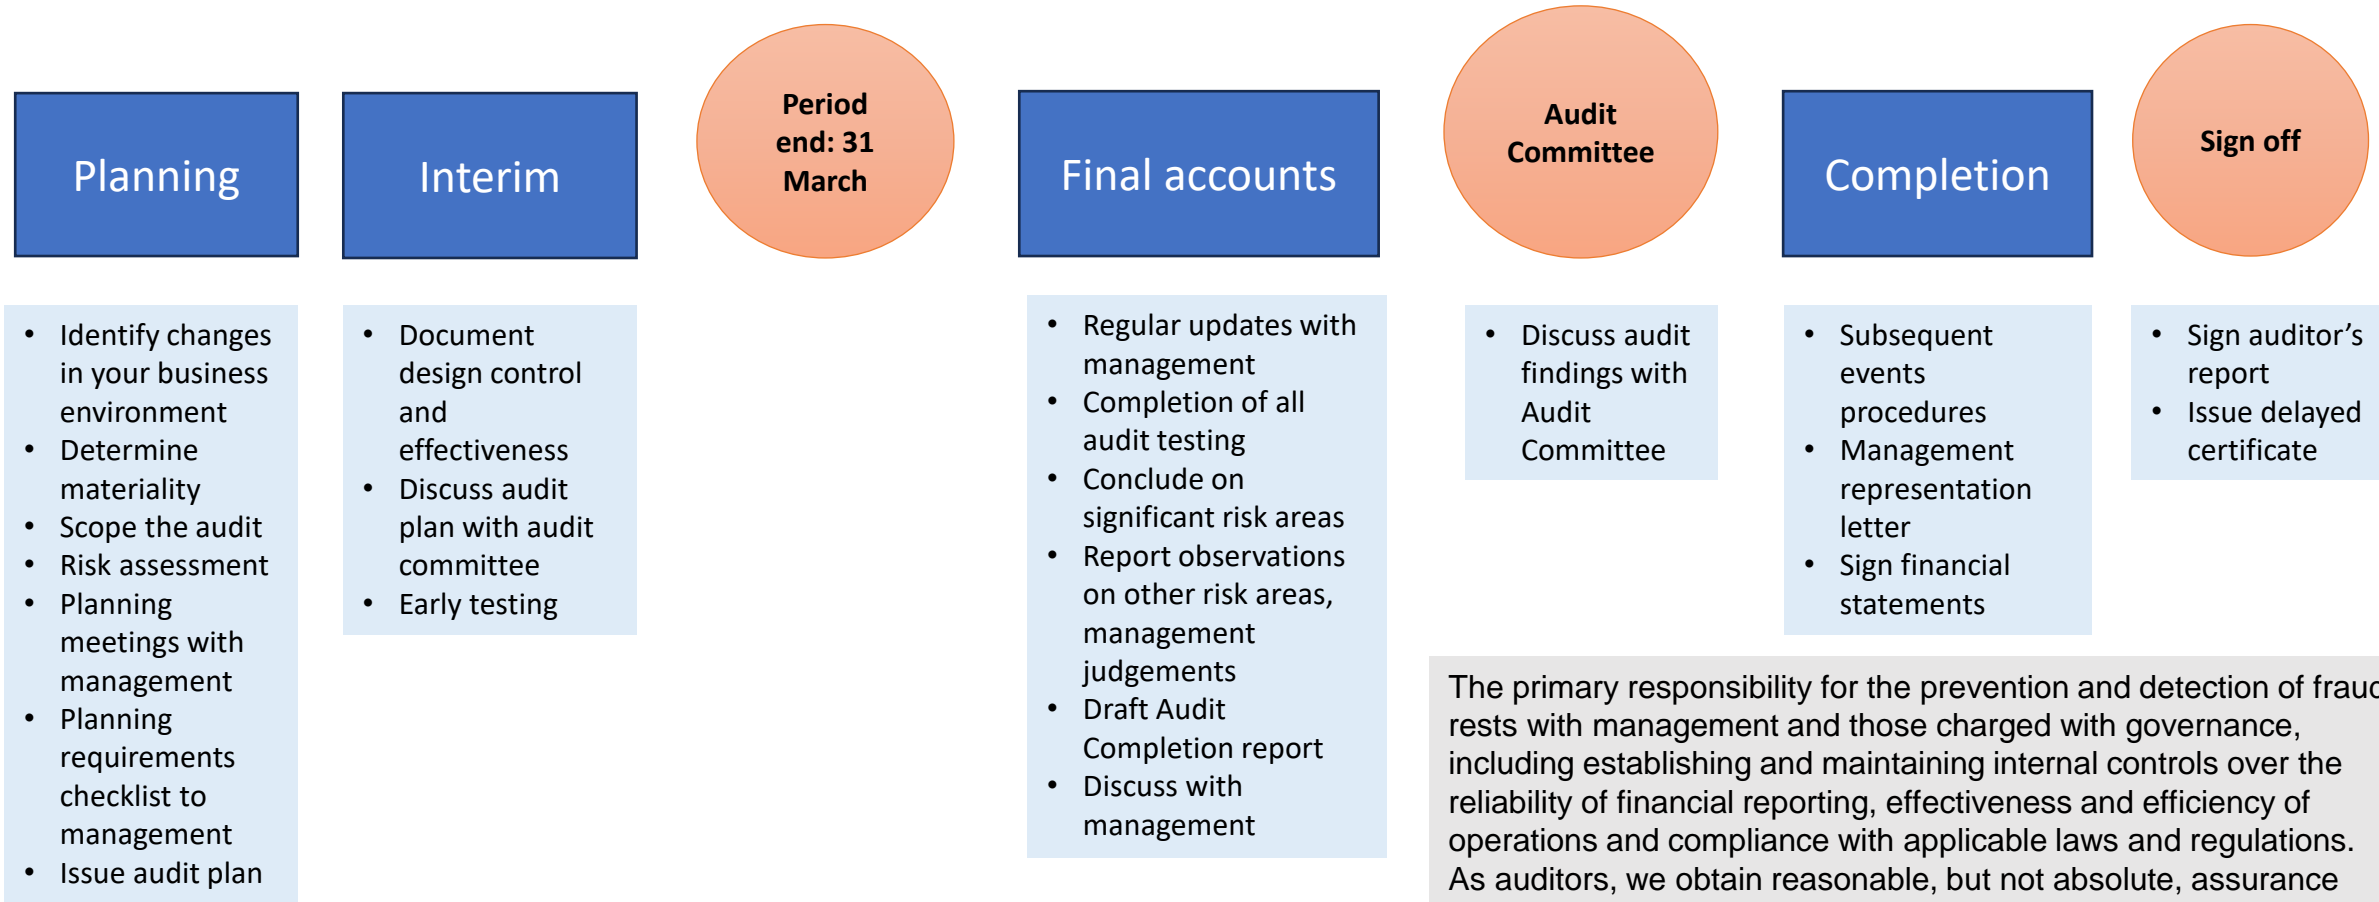 Planning
Interim
Period
end: 31
March
Final accounts
Audit
Committee
Completion
Sign off
• Identify changes
in your business
environment
• Determine
materiality
• Scope the audit
• Risk assessment
• Planning
meetings with
management
• Planning
requirements
checklist to
management
• Issue audit plan
• Document
design control
and
effectiveness
• Discuss audit
plan with audit
committee
• Early testing
• Regular updates with
management
• Completion of all
audit testing
• Conclude on
significant risk areas
• Report observations
on other risk areas,
management
judgements
• Draft Audit
Completion report
• Discuss with
management
• Discuss audit
findings with
Audit
Committee
• Subsequent
events
procedures
• Management
representation
letter
• Sign financial
statements
• Sign auditor's
report
• Issue delayed
certificate
The primary responsibility for the prevention and detection of fraud
rests with management and those charged with governance,
including establishing and maintaining internal controls over the
reliability of financial reporting, effectiveness and efficiency of
operations and compliance with applicable laws and regulations.
As auditors, we obtain reasonable, but not absolute, assurance